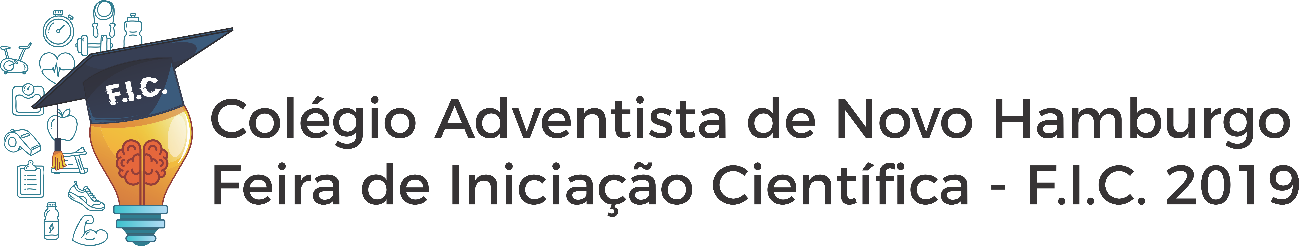 F.I.C.
Colégio Adventista de Novo Hamburgo
Feira de Iniciação Científica - F.I.C. 2019